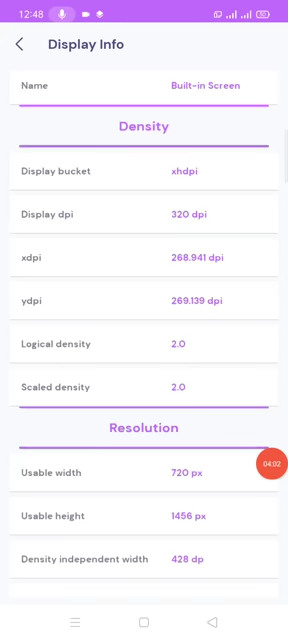 12:48
Display Info
Name Built-in Screen
Density
Display bucket xhdpi
Display dpi 320 dpi
xdpi 268.941 dpi
ydpi 269.139 dpi
Logical density 2.0
Scaled density 2.0
Resolution
04:02
Usable width 720 px
Usable height 1456 px
Density independent width 428 dp